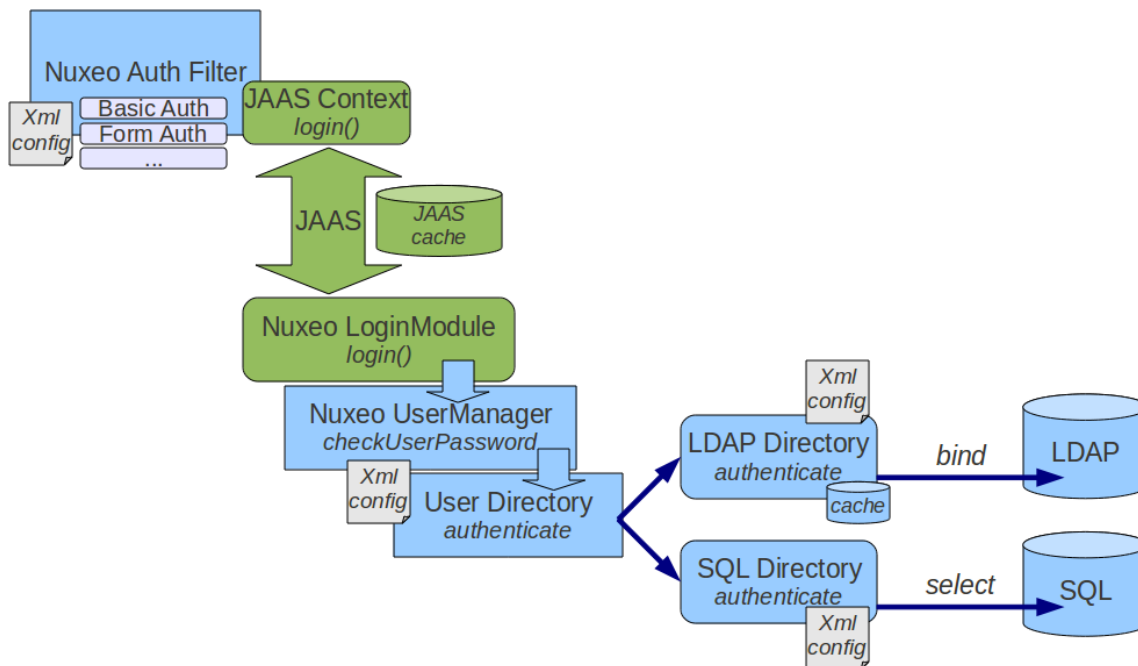 Nuxeo Auth Filter
Xml
config
Basic Auth
Form Auth
...
JAAS Context
login()
JAAS
JAAS
cache
Nuxeo LoginModule
login()
Nuxeo UserManager
checkUserPassword
Xml
config
User Directory
authenticate
Xml
config
LDAP Directory
authenticate
cache
bind
LDAP
SQL Directory
authenticate
Xml
config
select
SQL